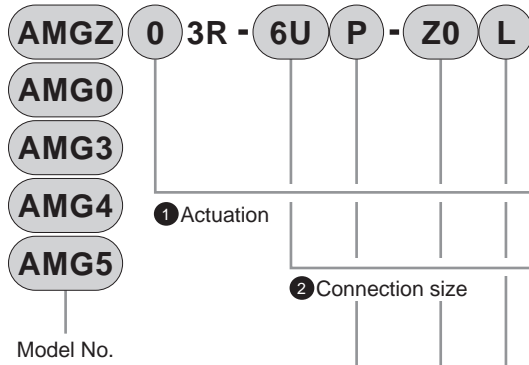 AMGZ 0 3R - 6U P - Z0 L
AMG0
AMG3
AMG4
AMG5
1 Actuation
2 Connection size
Model No.